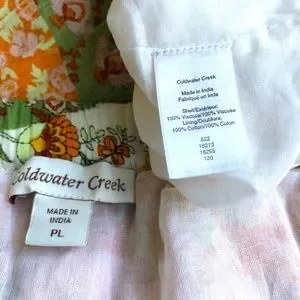 Coldwater Creek
Made in India
Fabriqué en Inde
Shell/Extérieur:
100% Viscose/100% Viscose
Lining/Doublure:
100% Cotton/100% Coton
522
18213
18255
120
Coldwater Creek
MADE IN
INDIA
PL